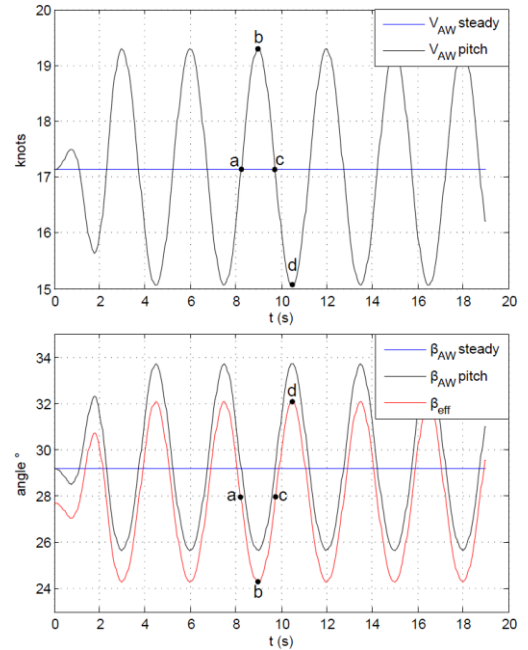 V_AW steady
V_AW pitch
b
a
c
d
knots
20
19
18
17
16
15
0 2 4 6 8 10 12 14 16 18 20
t (s)
β_AW steady
β_AW pitch
β_eff
d
a
c
b
angle °
34
32
30
28
26
24
0 2 4 6 8 10 12 14 16 18 20
t (s)